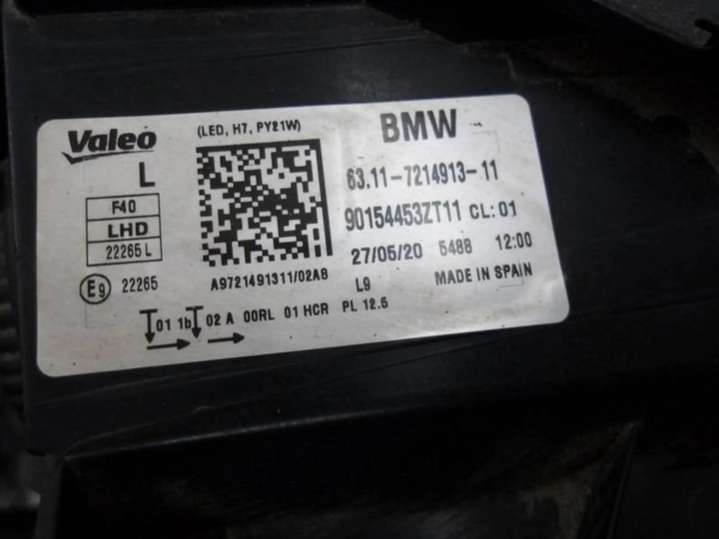 Valeo
(LED, H7, PY21W)
BMW
L
63.11-7214913-11
F40
LHD
22265 L
90154453ZT11 CL: 01
27/05/20 5488 12:00
E9 22265
A9721491311/02A8
L9
MADE IN SPAIN
01 1b 02 A 00RL 01 HCR PL 12.6